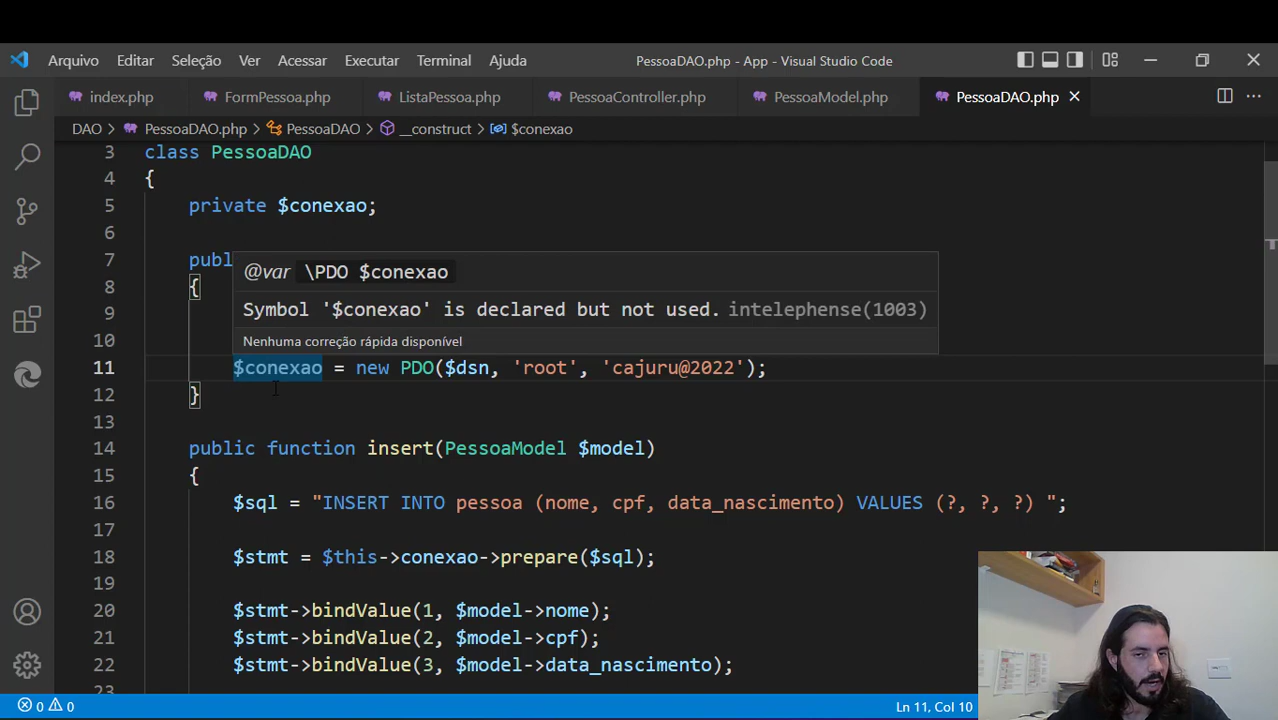 Arquivo Editar Seleção Ver Acessar Executar Terminal Ajuda PessoaDAO.php - App - Visual Studio Code
index.php FormPessoa.php ListaPessoa.php PessoaController.php PessoaModel.php PessoaDAO.php
DAO > PessoaDAO.php > PessoaDAO > __construct > $conexao
3 class PessoaDAO
4 {
5 private $conexao;
6
7 publ
8 {
9
10
11 $conexao = new PDO($dsn, 'root', 'cajuru@2022');
12 }
13
14 public function insert(PessoaModel $model)
15 {
16 $sql = "INSERT INTO pessoa (nome, cpf, data_nascimento) VALUES (?, ?, ?) ";
17
18 $stmt = $this->conexao->prepare($sql);
19
20 $stmt->bindValue(1, $model->nome);
21 $stmt->bindValue(2, $model->cpf);
22 $stmt->bindValue(3, $model->data_nascimento);
23
@var \PDO $conexao
Symbol '$conexao' is declared but not used. intelephense(1003)
Nenhuma correção rápida disponível
0 0 Ln 11, Col 10